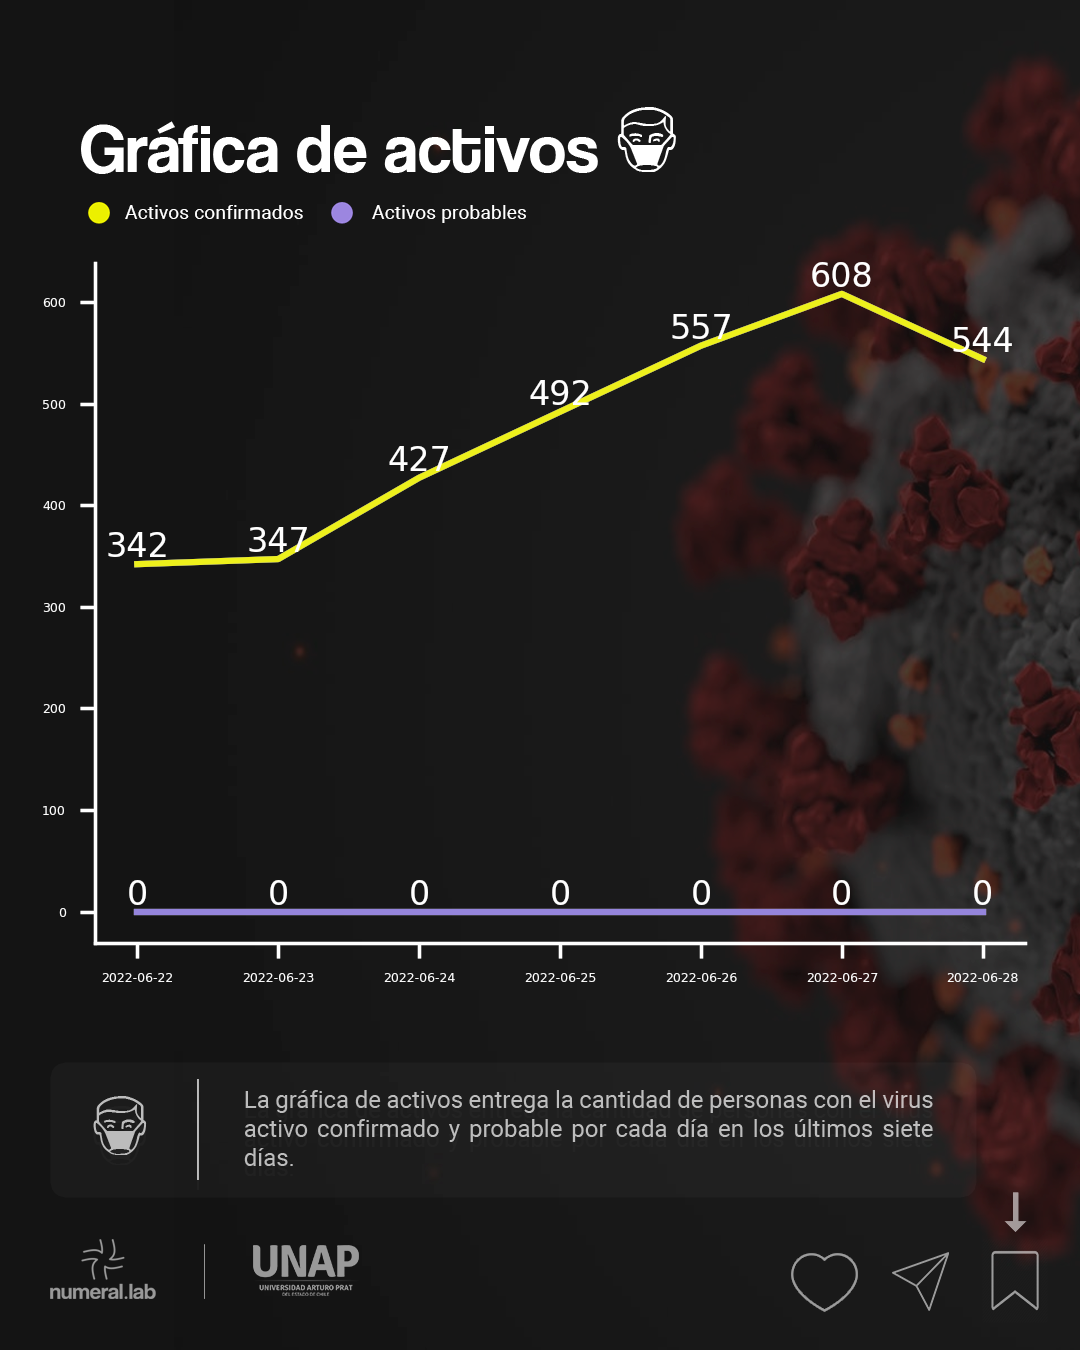 Gráfica de activos
Activos confirmados Activos probables
608
600
557
544
500
492
427
400
342
347
300
200
100
0 0 0 0 0 0 0
0
2022-06-22 2022-06-23 2022-06-24 2022-06-25 2022-06-26 2022-06-27 2022-06-28
La gráfica de activos entrega la cantidad de personas con el virus
activo confirmado y probable por cada día en los últimos siete
días.
numeral.lab
UNAP
UNIVERSIDAD ARTURO PRAT
DEL ESTADO DE CHILE